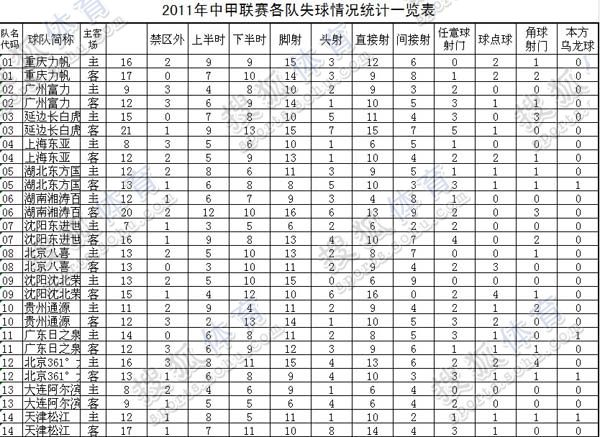 2011年中甲联赛各队失球情况统计一览表
队名代码 球队简称 主客场 禁区外 上半时 下半时 脚射 头射 直接射 间接射 任意球射门 球点球 角球射门 本方乌龙球
01 重庆力帆 主 16 2 9 9 15 3 12 6 0 2 1 0
01 重庆力帆 客 17 0 7 10 14 3 9 8 1 2 2 0
02 广州富力 主 9 3 4 8 10 2 8 4 2 0 0
02 广州富力 客 12 3 6 9 14 1 10 5 3 1 0 0
03 延边长白虎 主 15 0 7 8 10 5 11 4 0 3 0 0
03 延边长白虎 客 21 1 9 13 15 7 15 7 5 1 0 0
04 上海东亚 主 8 3 5 6 10 1 6 5 1 0 0
04 上海东亚 客 12 2 5 9 13 1 10 4 2 2 1 0
05 湖北东方国 主 12 2 8 6 11 3 9 5 1 0 0
05 湖北东方国 客 13 1 6 8 8 5 10 3 3 1 1 1
06 湖南湘涛百 主 12 1 6 7 9 3 4 8 1 0 0
06 湖南湘涛百 客 20 2 12 10 16 6 13 9 2 0 3 0
07 沈阳东进世 主 7 1 3 5 6 2 6 2 2 0 0 0
07 沈阳东进世 客 16 1 9 8 13 4 10 7 4 0 2 0
08 北京八喜 主 13 2 5 10 13 2 8 7 0 0 1 0
08 北京八喜 客 13 0 3 10 11 2 9 4 2 3 0 0
09 沈阳沈北荣 主 13 2 5 10 15 0 6 9 0 0 0 0
09 沈阳沈北荣 客 15 1 4 12 10 6 16 0 2 4 1 0
10 贵州通源 主 11 2 9 4 11 2 9 4 3 0 0
10 贵州通源 客 12 3 2 13 14 1 10 5 3 2 0 0
11 广东日之泉 主 14 0 6 8 11 3 8 6 0 1 0 1
11 广东日之泉 客 12 3 6 9 12 3 9 6 1 1 1 0
12 北京361° 主 16 3 8 11 15 4 13 6 2 2 4 0
12 北京361° 客 13 1 6 8 9 4 10 3 3 1 1 1
13 大连阿尔滨 主 8 2 4 6 9 1 5 5 1 0 0
13 大连阿尔滨 客 10 1 4 7 7 4 9 2 0 0 0 0
14 天津松江 主 12 1 8 5 11 1 10 2 1 1 1 1
14 天津松江 客 17 1 7 11 10 8 14 4 3 1 1 0
搜狐体育
sports.sohu.com